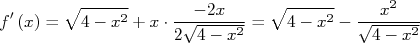 f′(x) = √(4 − x²) + x · (−2x)/(2√(4 − x²)) = √(4 − x²) − x²/√(4 − x²)